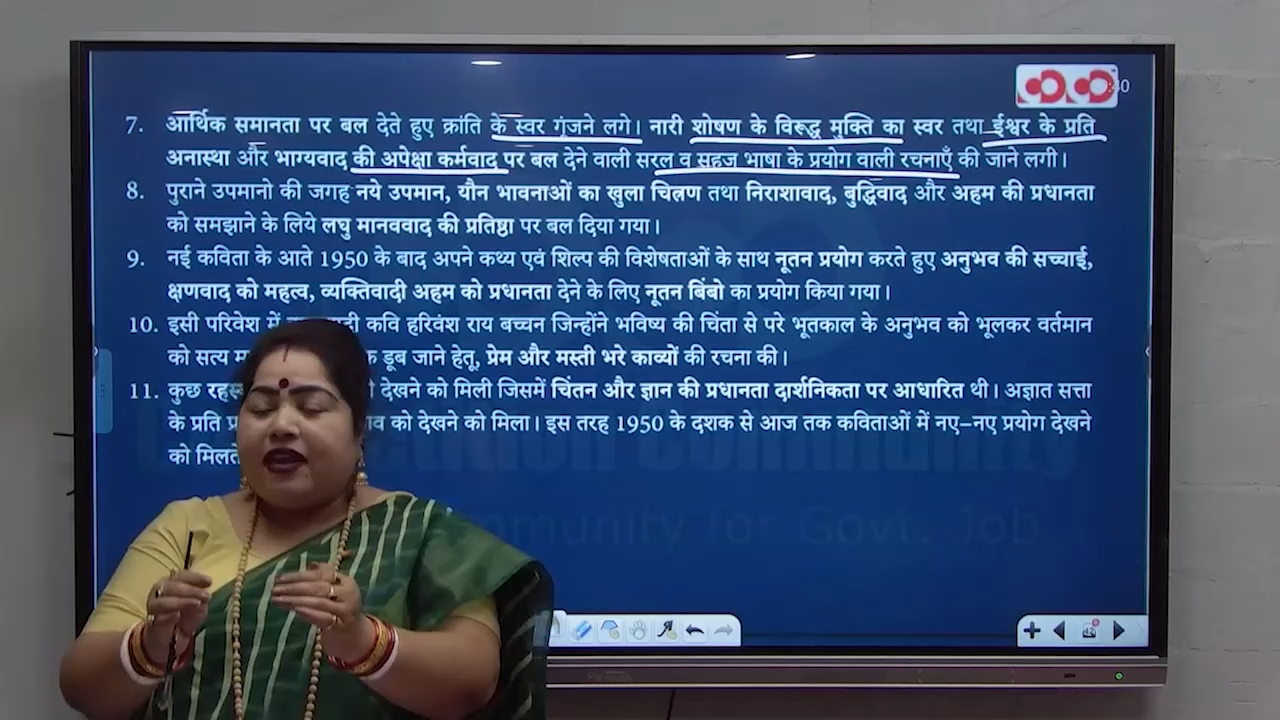 :40
7. आर्थिक समानता पर बल देते हुए क्रांति के स्वर गूंजने लगे। नारी शोषण के विरूद्ध मुक्ति का स्वर तथा ईश्वर के प्रति
अनास्था और भाग्यवाद की अपेक्षा कर्मवाद पर बल देने वाली सरल व सहज भाषा के प्रयोग वाली रचनाएँ की जाने लगी।
8. पुराने उपमानो की जगह नये उपमान, यौन भावनाओं का खुला चित्रण तथा निराशावाद, बुद्धिवाद और अहम की प्रधानता
को समझाने के लिये लघु मानववाद की प्रतिष्ठा पर बल दिया गया।
9. नई कविता के आते 1950 के बाद अपने कथ्य एवं शिल्प की विशेषताओं के साथ नूतन प्रयोग करते हुए अनुभव की सच्चाई,
क्षणवाद को महत्व, व्यक्तिवादी अहम को प्रधानता देने के लिए नूतन बिंबो का प्रयोग किया गया।
10. इसी परिवेश में कवि हरिवंश राय बच्चन जिन्होंने भविष्य की चिंता से परे भूतकाल के अनुभव को भूलकर वर्तमान
को सत्य डूब जाने हेतू, प्रेम और मस्ती भरे काव्यों की रचना की।
11. कुछ देखने को मिली जिसमें चिंतन और ज्ञान की प्रधानता दार्शनिकता पर आधारित थी। अज्ञात सत्ता
के प्रति को देखने को मिला। इस तरह 1950 के दशक से आज तक कविताओं में नए-नए प्रयोग देखने
को
community
community for Govt. Job